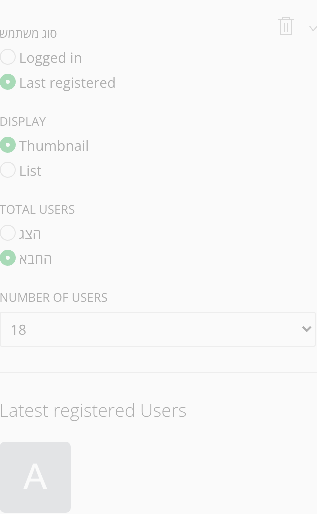 סוג משתמש
Logged in
Last registered
DISPLAY
Thumbnail
List
TOTAL USERS
הצג
החבא
NUMBER OF USERS
18
Latest registered Users
A